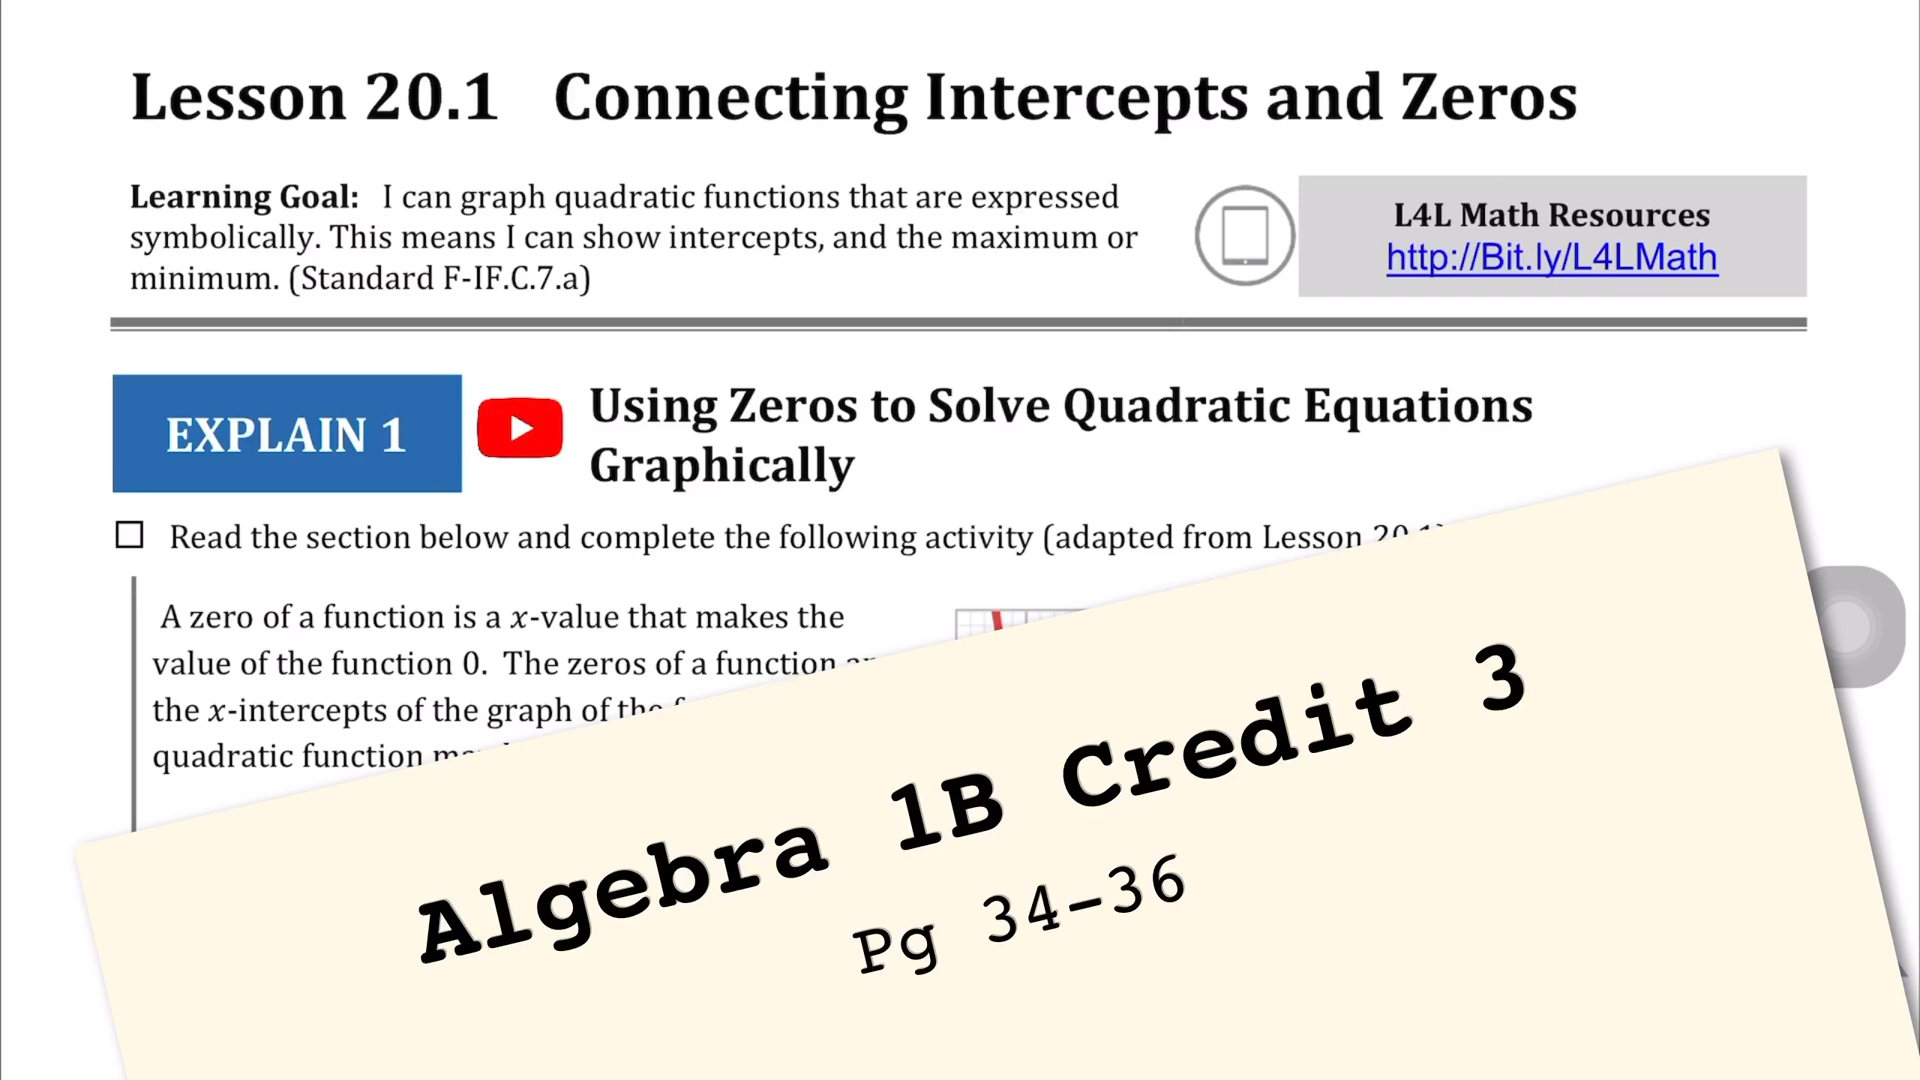 Lesson 20.1 Connecting Intercepts and Zeros
Learning Goal: I can graph quadratic functions that are expressed
symbolically. This means I can show intercepts, and the maximum or
minimum. (Standard F-IF.C.7.a)
L4L Math Resources
http://Bit.ly/L4LMath
EXPLAIN 1
Using Zeros to Solve Quadratic Equations
Graphically
Read the section below and complete the following activity (adapted from Lesson 20.1)
A zero of a function is a x-value that makes the
value of the function 0. The zeros of a function
the x-intercepts of the graph of the
quadratic function
Algebra 1B Credit 3
Pg 34-36